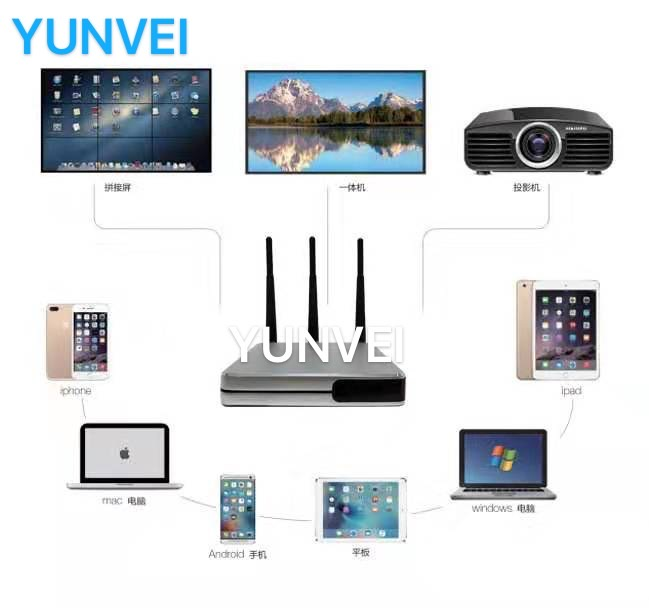 YUNVEI
拼接屏
一体机
投影机
YUNVEI
iphone
ipad
mac 电脑
windows 电脑
Android 手机
平板